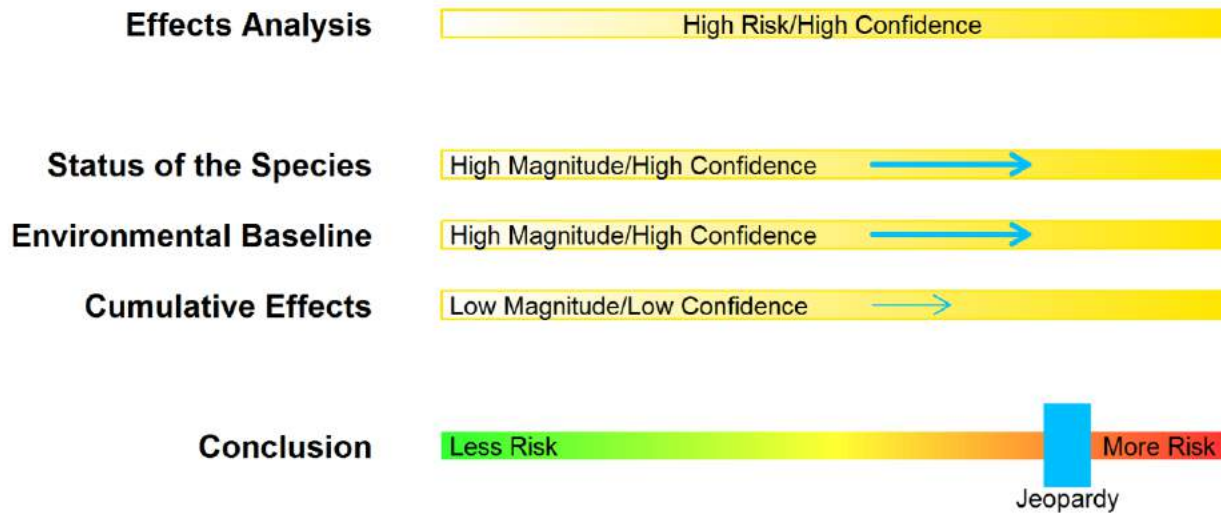 Effects Analysis
High Risk/High Confidence
Status of the Species
High Magnitude/High Confidence
Environmental Baseline
High Magnitude/High Confidence
Cumulative Effects
Low Magnitude/Low Confidence
Conclusion
Less Risk
More Risk
Jeopardy